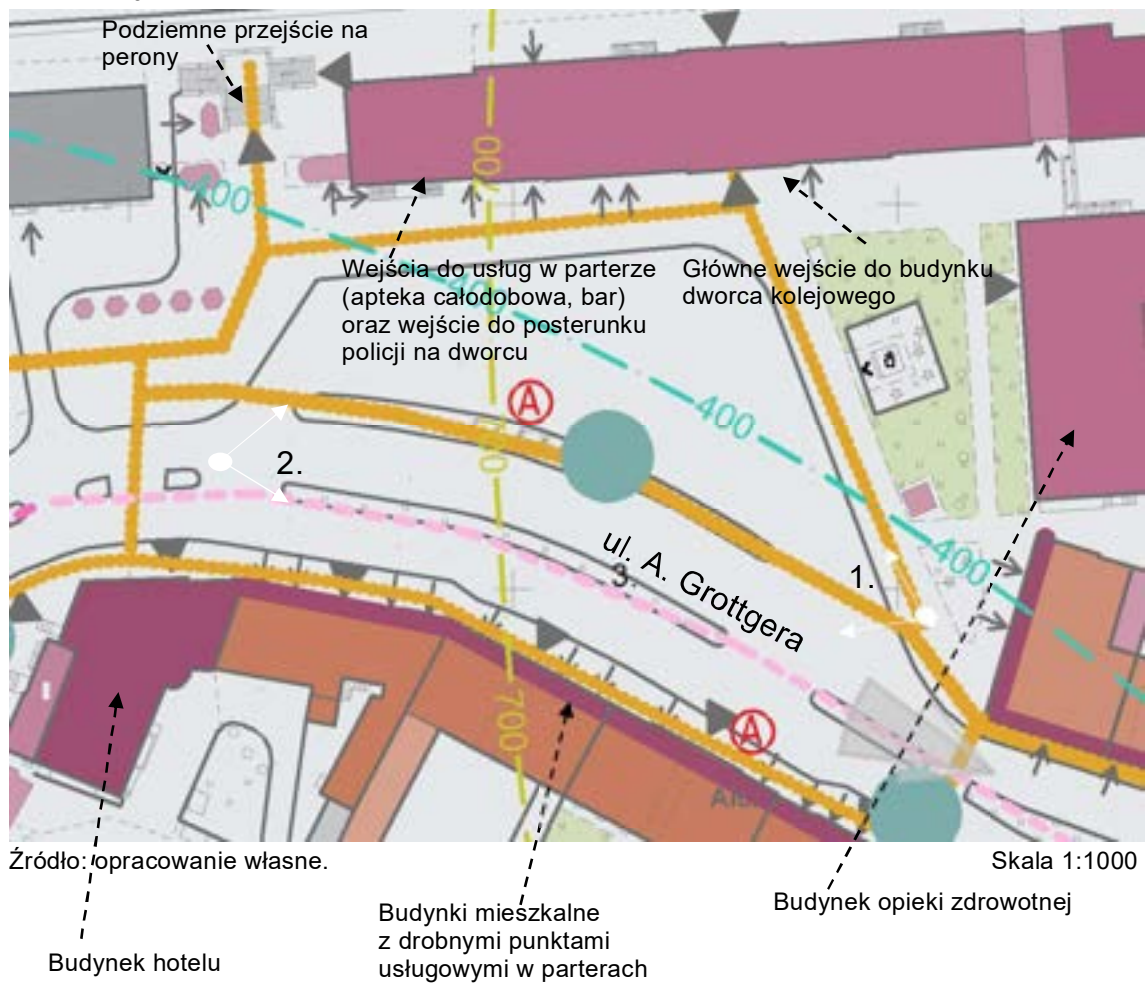 Podziemne przejście na
perony
700
400
Wejścia do usług w parterze
(apteka całodobowa, bar)
oraz wejście do posterunku
policji na dworcu
Główne wejście do budynku
dworca kolejowego
400
A
400
2.
400
ul. A. Grottgera
3.
1.
700
A
Źródło: opracowanie własne.
Skala 1:1000
Budynek opieki zdrowotnej
Budynki mieszkalne
z drobnymi punktami
usługowymi w parterach
Budynek hotelu